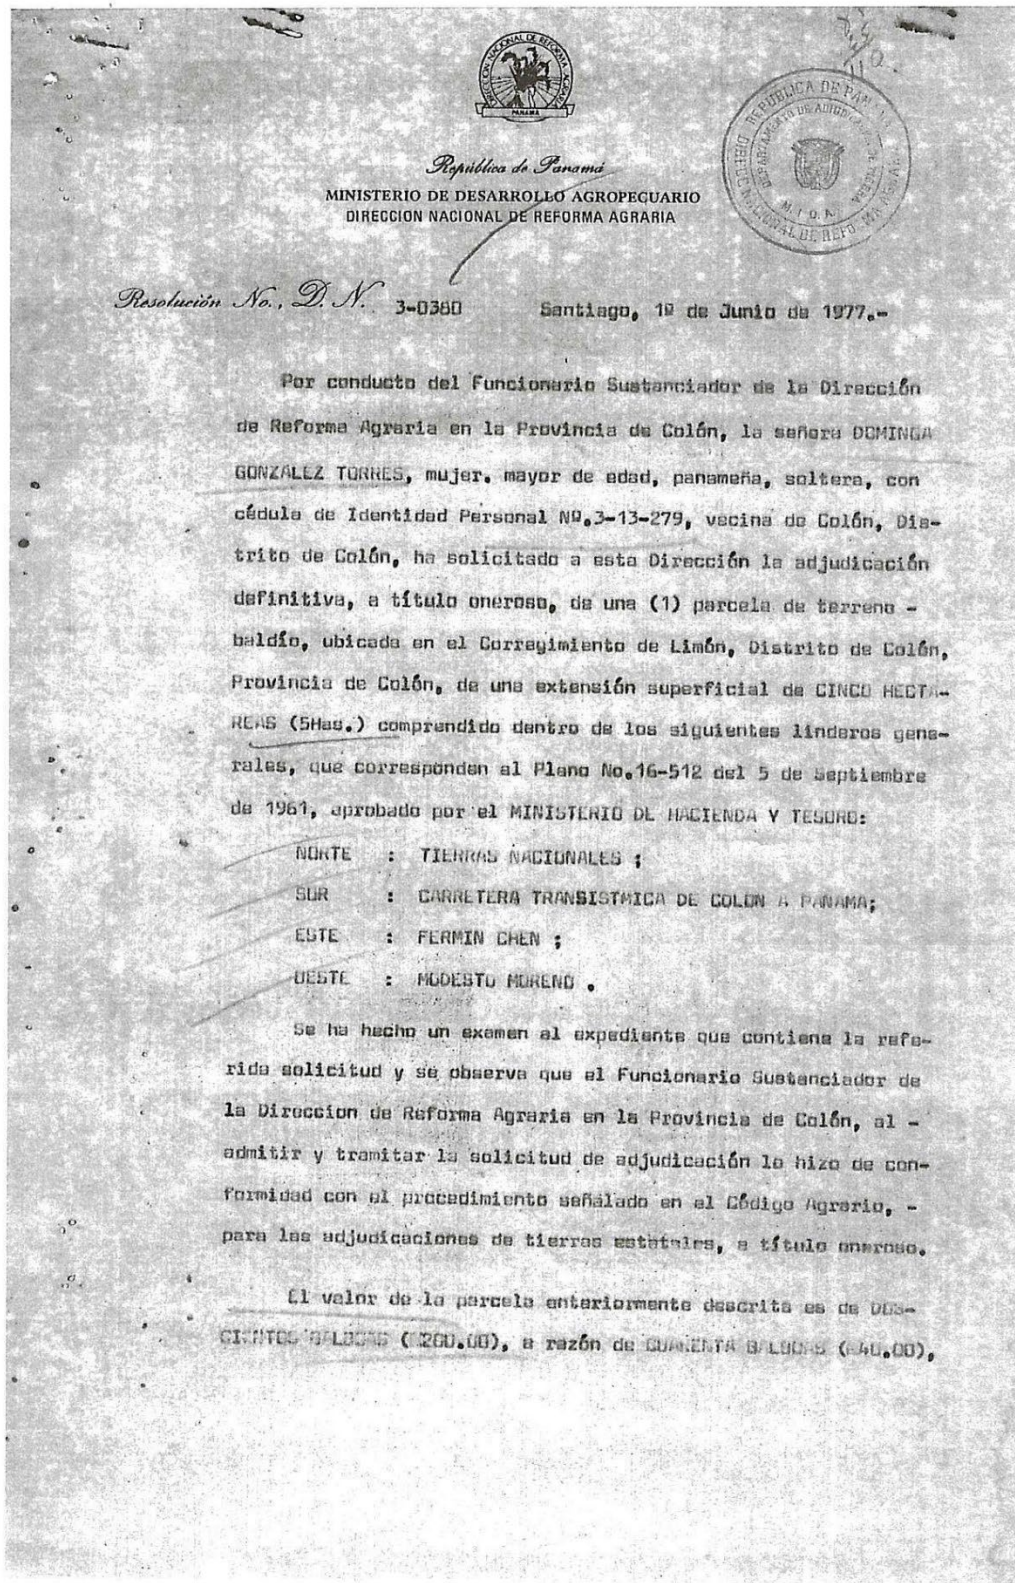 DIRECCION NACIONAL DE REFORMA AGRARIA
PANAMA
REPUBLICA DE PANAMA
DEPARTAMENTO DE
M. I. D. A.
República de Panamá
MINISTERIO DE DESARROLLO AGROPECUARIO
DIRECCION NACIONAL DE REFORMA AGRARIA
Resolución No., D. N. 3-0380 Santiago, 1º de Junio de 1977.-
Por conducto del Funcionario Sustanciador de la Dirección
de Reforma Agraria en la Provincia de Colón, la señora DOMINGA
GONZALEZ TORRES, mujer. mayor de edad, panameña, soltera, con
cédula de Identidad Personal Nº.3-13-279, vecina de Colón, Dis-
trito de Colón, ha solicitado a esta Dirección la adjudicación
definitiva, a título oneroso, de una (1) parcela de terreno -
baldío, ubicada en el Corregimiento de Limón, Distrito de Colón,
Provincia de Colón, de una extensión superficial de CINCO HECTA-
REAS (5Has.) comprendido dentro de los siguientes linderos gene-
rales, que corresponden al Plano No.16-512 del 5 de Septiembre
de 1961, aprobado por el MINISTERIO DE HACIENDA Y TESORO:
NORTE : TIERRAS NACIONALES ;
SUR : CARRETERA TRANSISTMICA DE COLON A PANAMA;
ESTE : FERMIN CHEN ;
OESTE : MODESTO MORENO .
Se ha hecho un examen al expediente que contiene la refe-
rida solicitud y se observa que el Funcionario Sustanciador de
la Direccion de Reforma Agraria en la Provincia de Colón, al -
admitir y tramitar la solicitud de adjudicación lo hizo de con-
formidad con el procedimiento señalado en el Código Agrario, -
para las adjudicaciones de tierras estatales, a título oneroso.
El valor de la parcela anteriormente descrita es de DOS-
CIENTOS BALBOAS (B200.00), a razón de CUARENTA BALBOAS (B40.00),